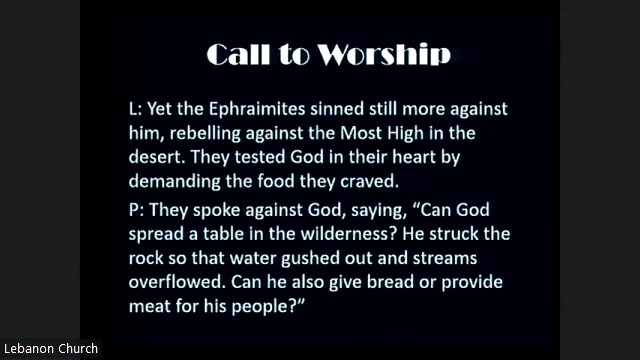 Call to Worship
L: Yet the Ephraimites sinned still more against
him, rebelling against the Most High in the
desert. They tested God in their heart by
demanding the food they craved.
P: They spoke against God, saying, “Can God
spread a table in the wilderness? He struck the
rock so that water gushed out and streams
overflowed. Can he also give bread or provide
meat for his people?”
Lebanon Church